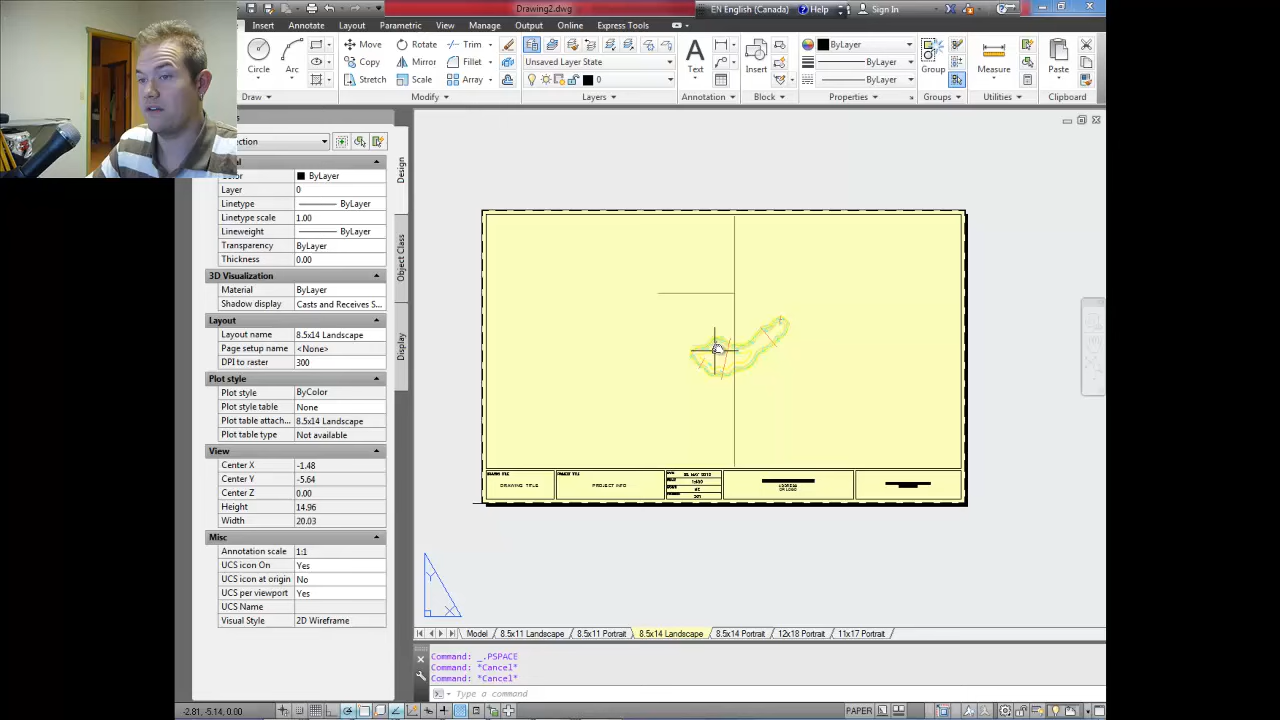 Drawing2.dwg
EN English (Canada) Help Sign In
Insert Annotate Layout Parametric View Manage Output Online Express Tools
Circle Arc
Move Rotate Trim
Copy Mirror Fillet
Stretch Scale Array
Unsaved Layer State
0
Text Insert
ByLayer
ByLayer
ByLayer
Group Measure Paste
Draw Modify Layers Annotation Block Properties Groups Utilities Clipboard
ction
Design
Object Class
Display
Color ByLayer
Layer 0
Linetype ByLayer
Linetype scale 1.00
Lineweight ByLayer
Transparency ByLayer
Thickness 0.00
3D Visualization
Material ByLayer
Shadow display Casts and Receives S...
Layout
Layout name 8.5x14 Landscape
Page setup name <None>
DPI to raster 300
Plot style
Plot style ByColor
Plot style table None
Plot table attach... 8.5x14 Landscape
Plot table type Not available
View
Center X -1.48
Center Y -5.64
Center Z 0.00
Height 14.96
Width 20.03
Misc
Annotation scale 1:1
UCS icon On Yes
UCS icon at origin No
UCS per viewport Yes
UCS Name
Visual Style 2D Wireframe
DRAWING TITLE
PROJECT INFO
ADDRESS
OR LOGO
Y
X
Model 8.5x11 Landscape 8.5x11 Portrait 8.5x14 Landscape 8.5x14 Portrait 12x18 Portrait 11x17 Portrait
Command: _.PSPACE
Command: *Cancel*
Command: *Cancel*
Type a command
-2.81, -5.14, 0.00
PAPER